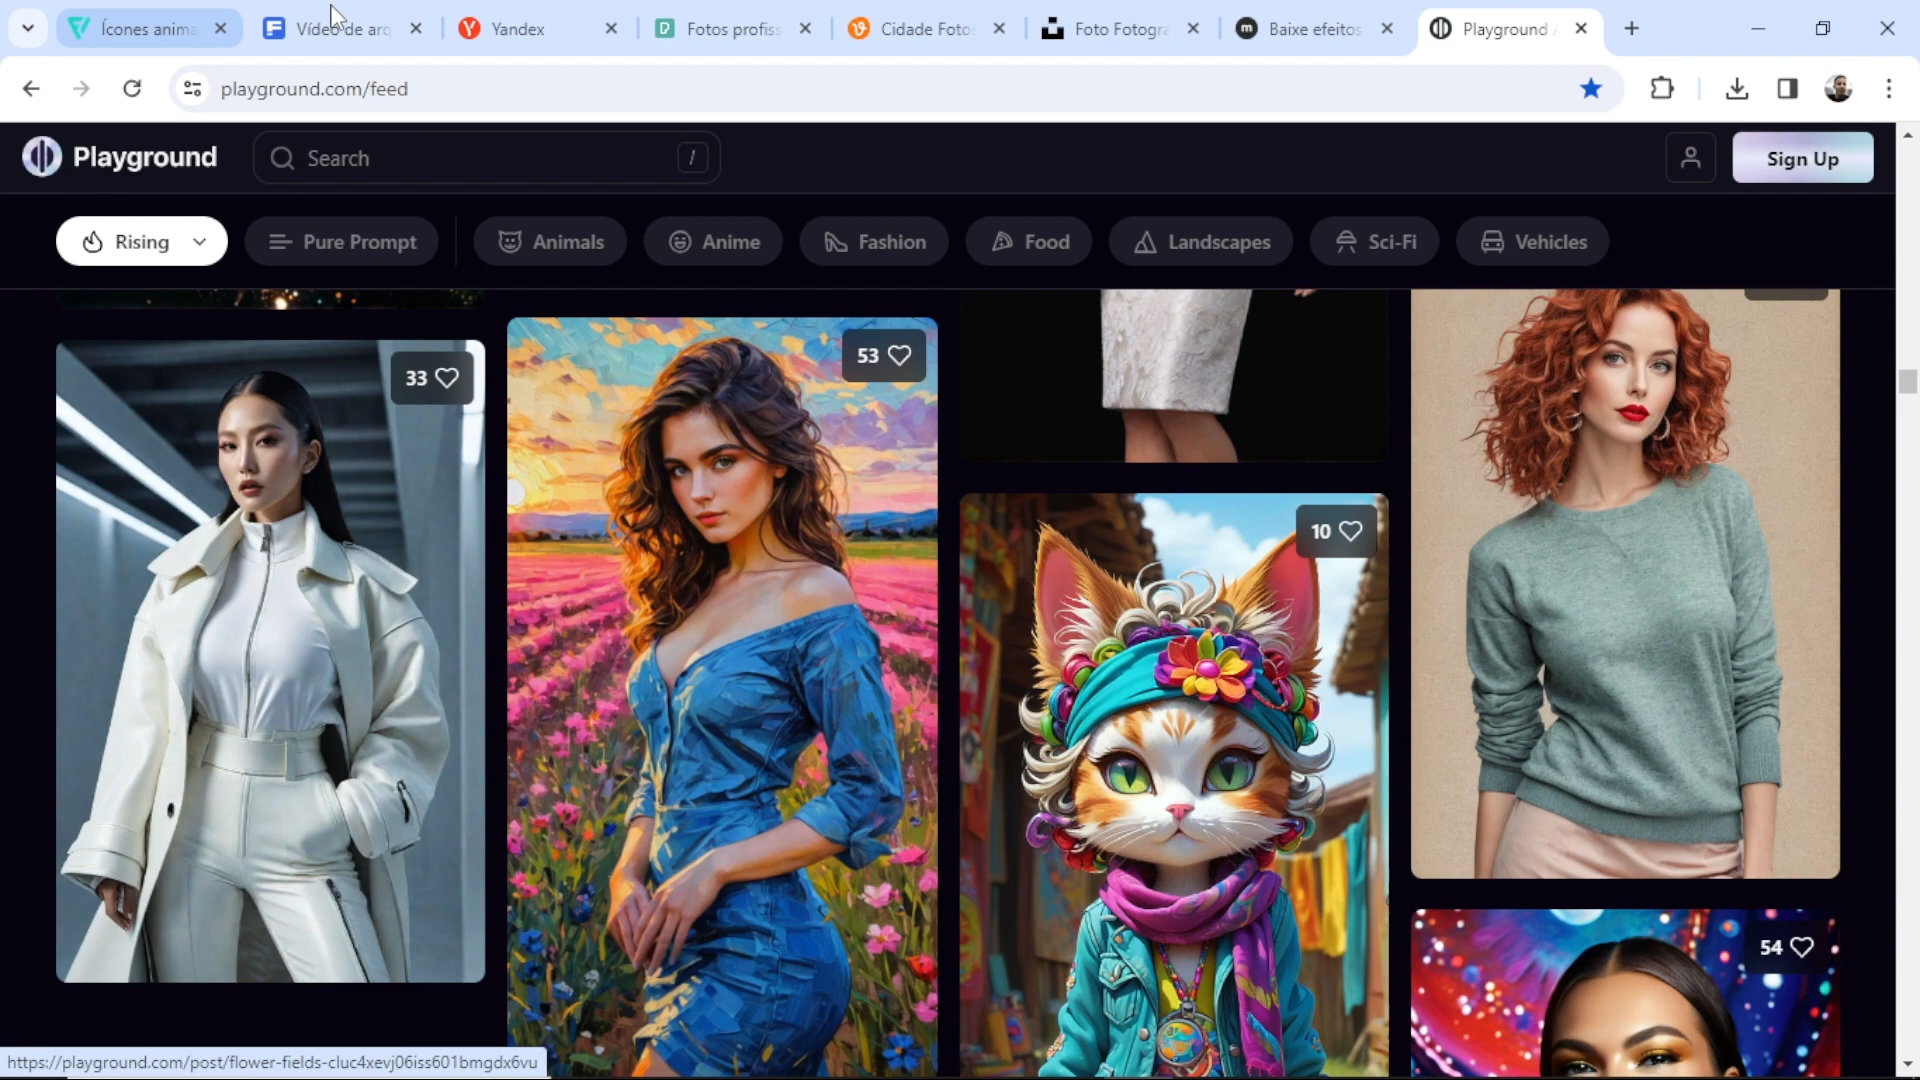 Ícones anima
Vídeo de arq
Yandex
Fotos profiss
Cidade Foto
Foto Fotogra
Baixe efeitos
Playground A
playground.com/feed
Playground
Search
/
Sign Up
Rising
Pure Prompt
Animals
Anime
Fashion
Food
Landscapes
Sci-Fi
Vehicles
33
53
10
54
https://playground.com/post/flower-fields-cluc4xevj06iss601bmgdx6vu